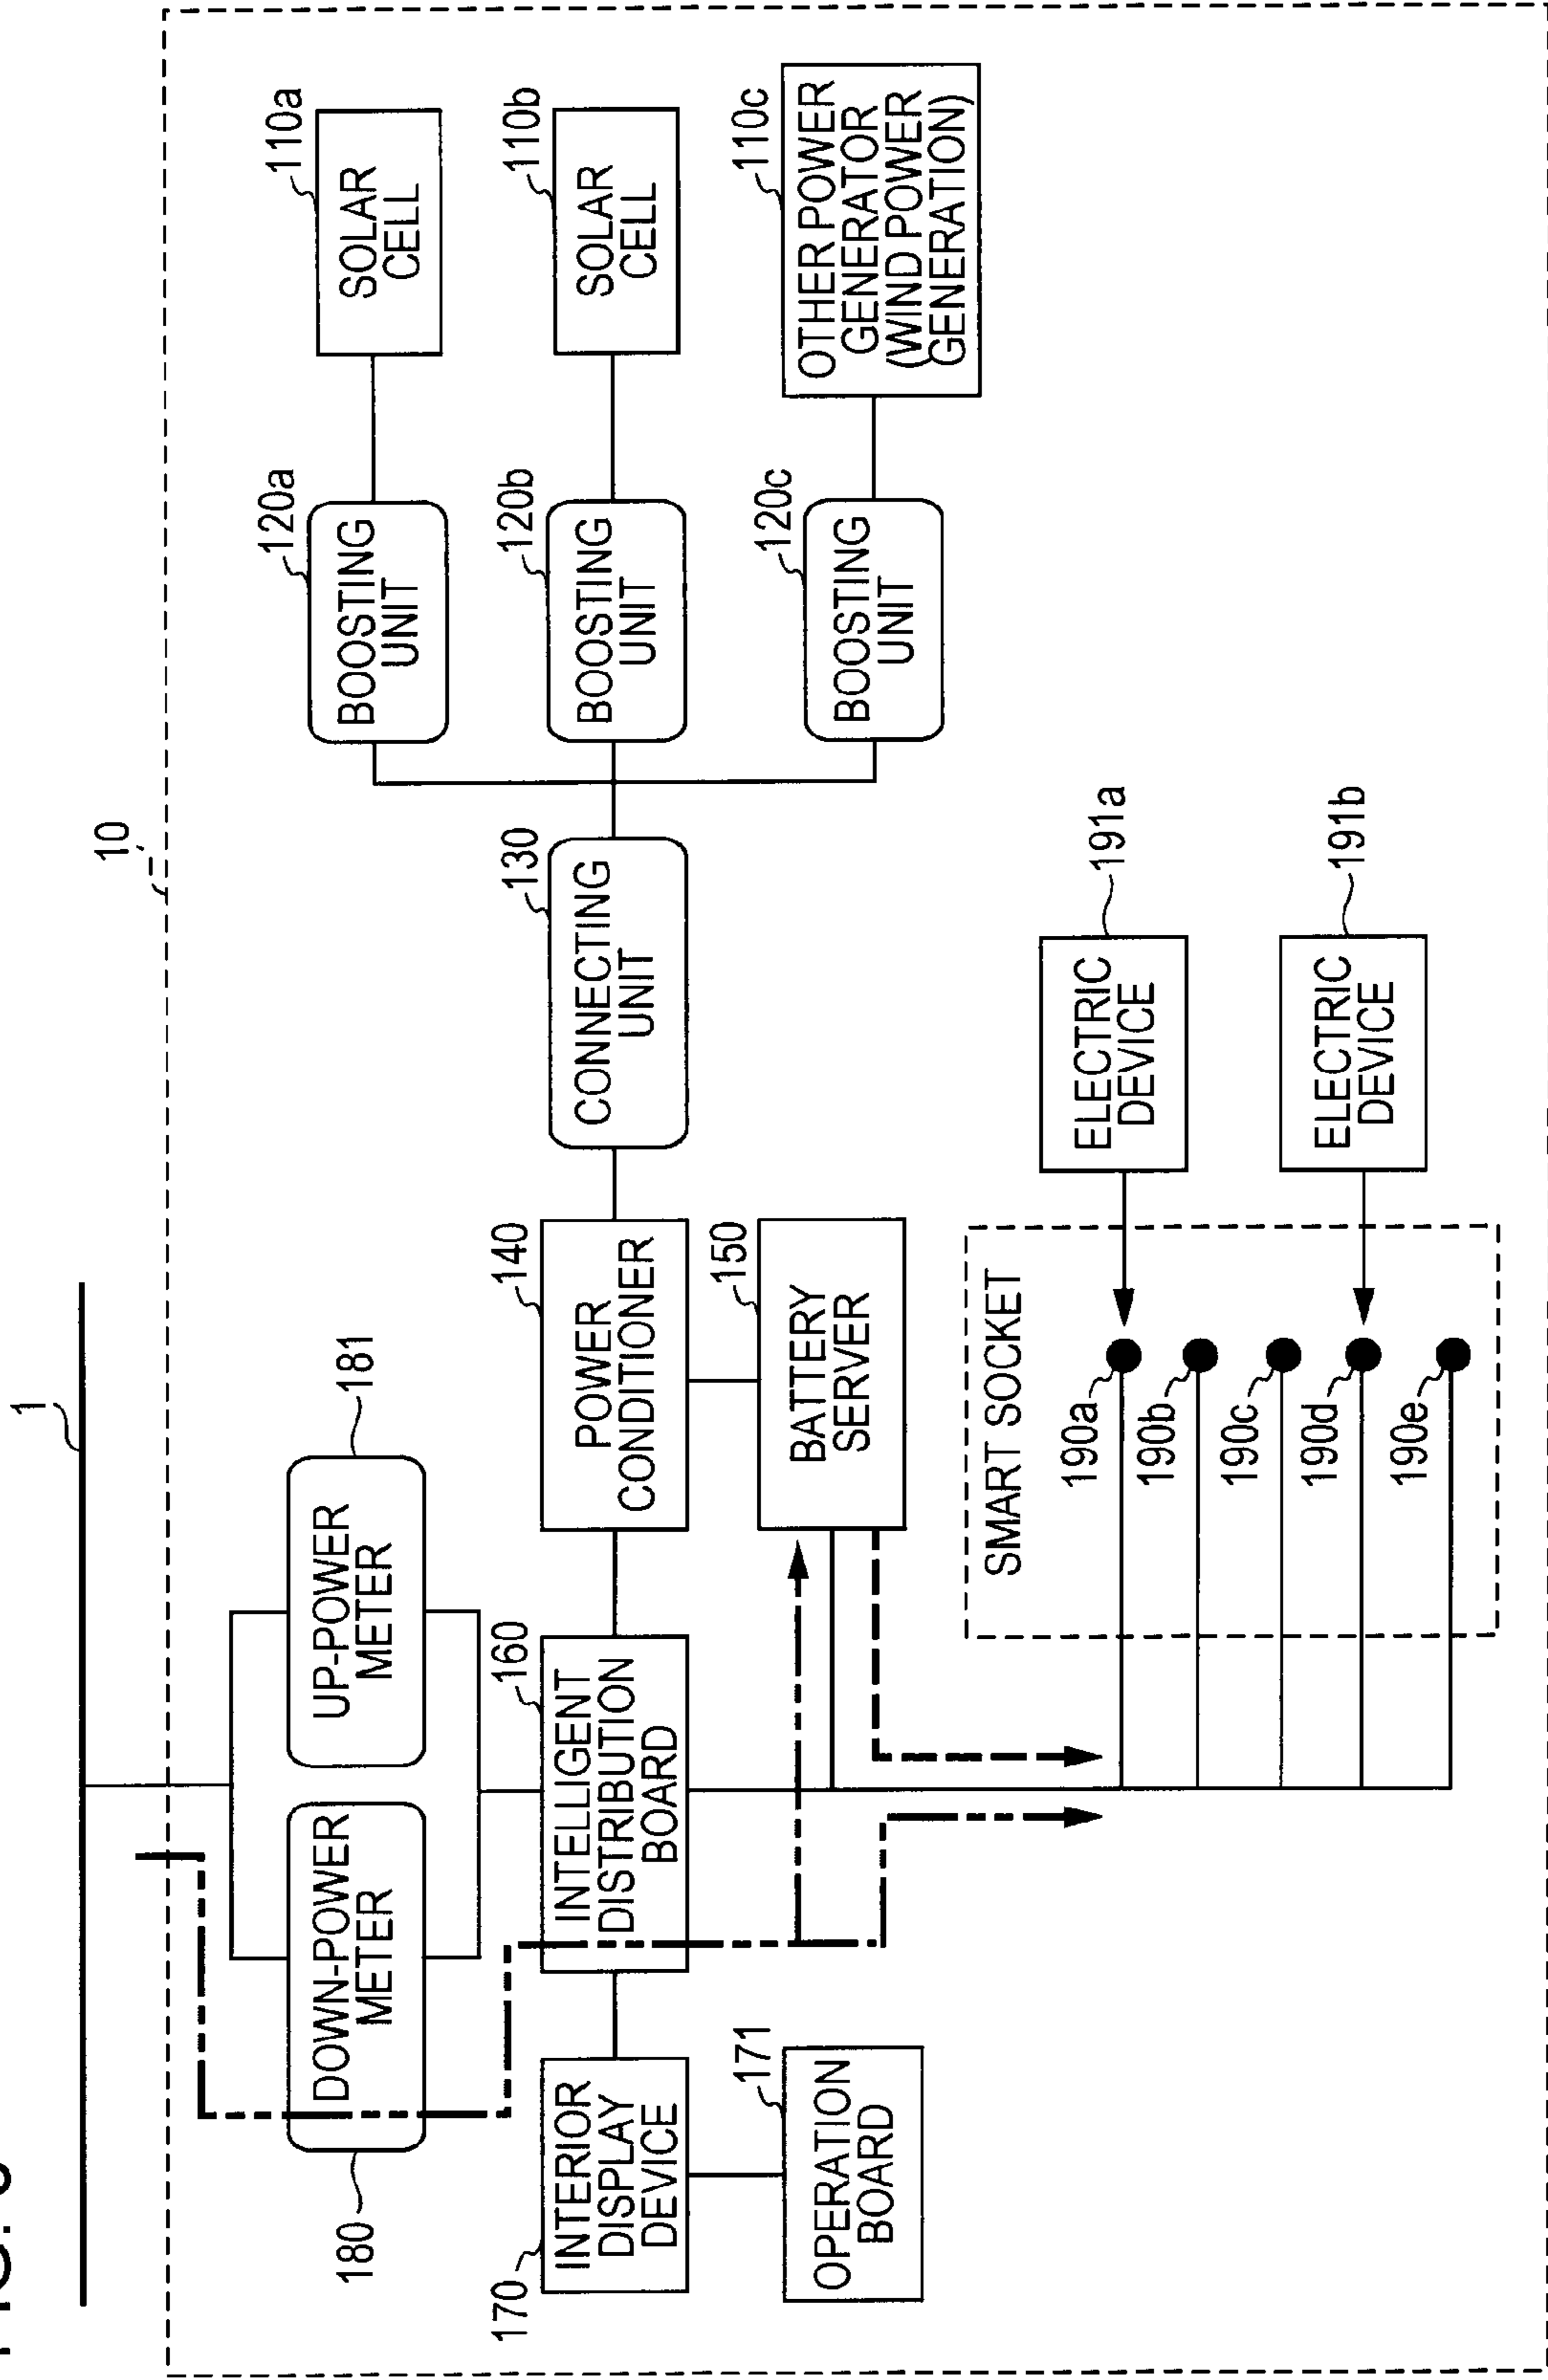 1
10
DOWN-POWER
METER
180
UP-POWER
METER
181
INTERIOR
DISPLAY
DEVICE
170
INTELLIGENT
DISTRIBUTION
BOARD
160
POWER
CONDITIONER
140
CONNECTING
UNIT
130
BOOSTING
UNIT
120a
SOLAR
CELL
110a
BOOSTING
UNIT
120b
SOLAR
CELL
110b
BOOSTING
UNIT
120c
OTHER POWER
GENERATOR
(WIND POWER
GENERATION)
110c
OPERATION
BOARD
171
BATTERY
SERVER
150
SMART SOCKET
190a
190b
190c
190d
190e
ELECTRIC
DEVICE
191a
ELECTRIC
DEVICE
191b